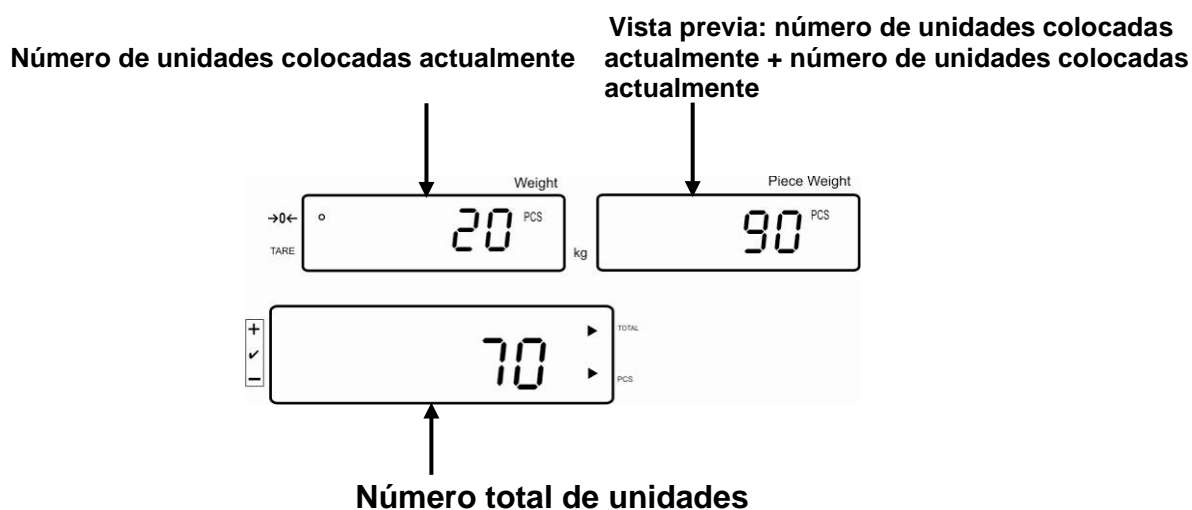 Vista previa: número de unidades colocadas
Número de unidades colocadas actualmente
actualmente + número de unidades colocadas
actualmente
Weight
Piece Weight
→0←
20 PCS
90 PCS
TARE
kg
+
✔
−
70
TOTAL
PCS
Número total de unidades